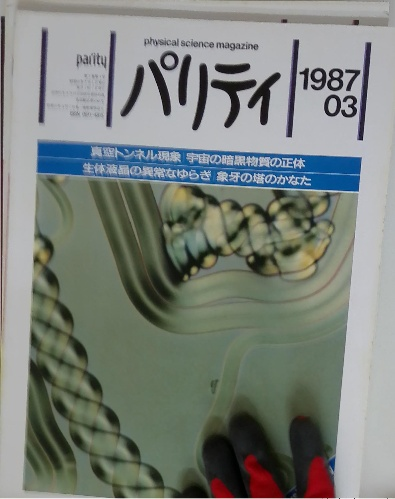 physical science magazine
parity
パリティ
1987
03
真空トンネル現象 宇宙の暗黒物質の正体
生体液晶の異常なゆらぎ 象牙の塔のかなた